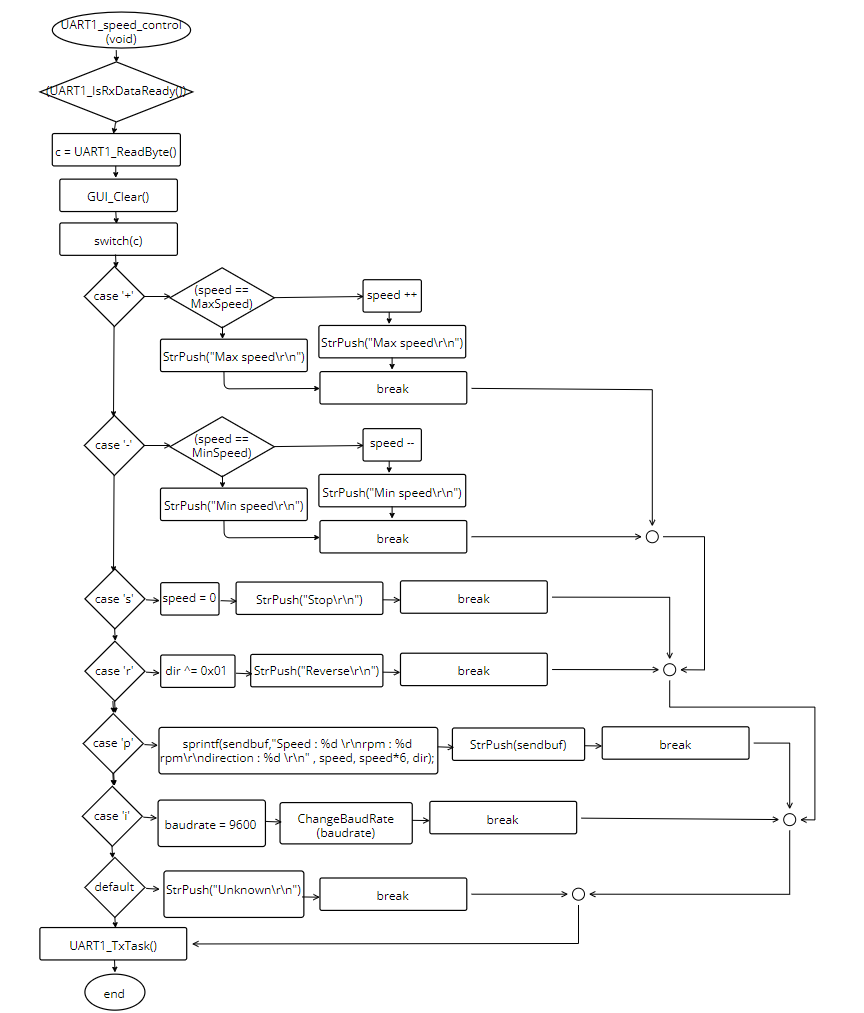 UART1_speed_control
(void)
(UART1_IsRxDataReady())
c = UART1_ReadByte()
GUI_Clear()
switch(c)
case '+'
(speed ==
MaxSpeed)
speed ++
StrPush("Max speed\r\n")
StrPush("Max speed\r\n")
break
case '-'
(speed ==
MinSpeed)
speed --
StrPush("Min speed\r\n")
StrPush("Min speed\r\n")
break
case 's'
speed = 0
StrPush("Stop\r\n")
break
case 'r'
dir ^= 0x01
StrPush("Reverse\r\n")
break
case 'p'
sprintf(sendbuf,"Speed : %d \r\nrpm : %d
rpm\r\ndirection : %d \r\n" , speed, speed*6, dir);
StrPush(sendbuf)
break
case 'i'
baudrate = 9600
ChangeBaudRate
(baudrate)
break
default
StrPush("Unknown\r\n")
break
UART1_TxTask()
end